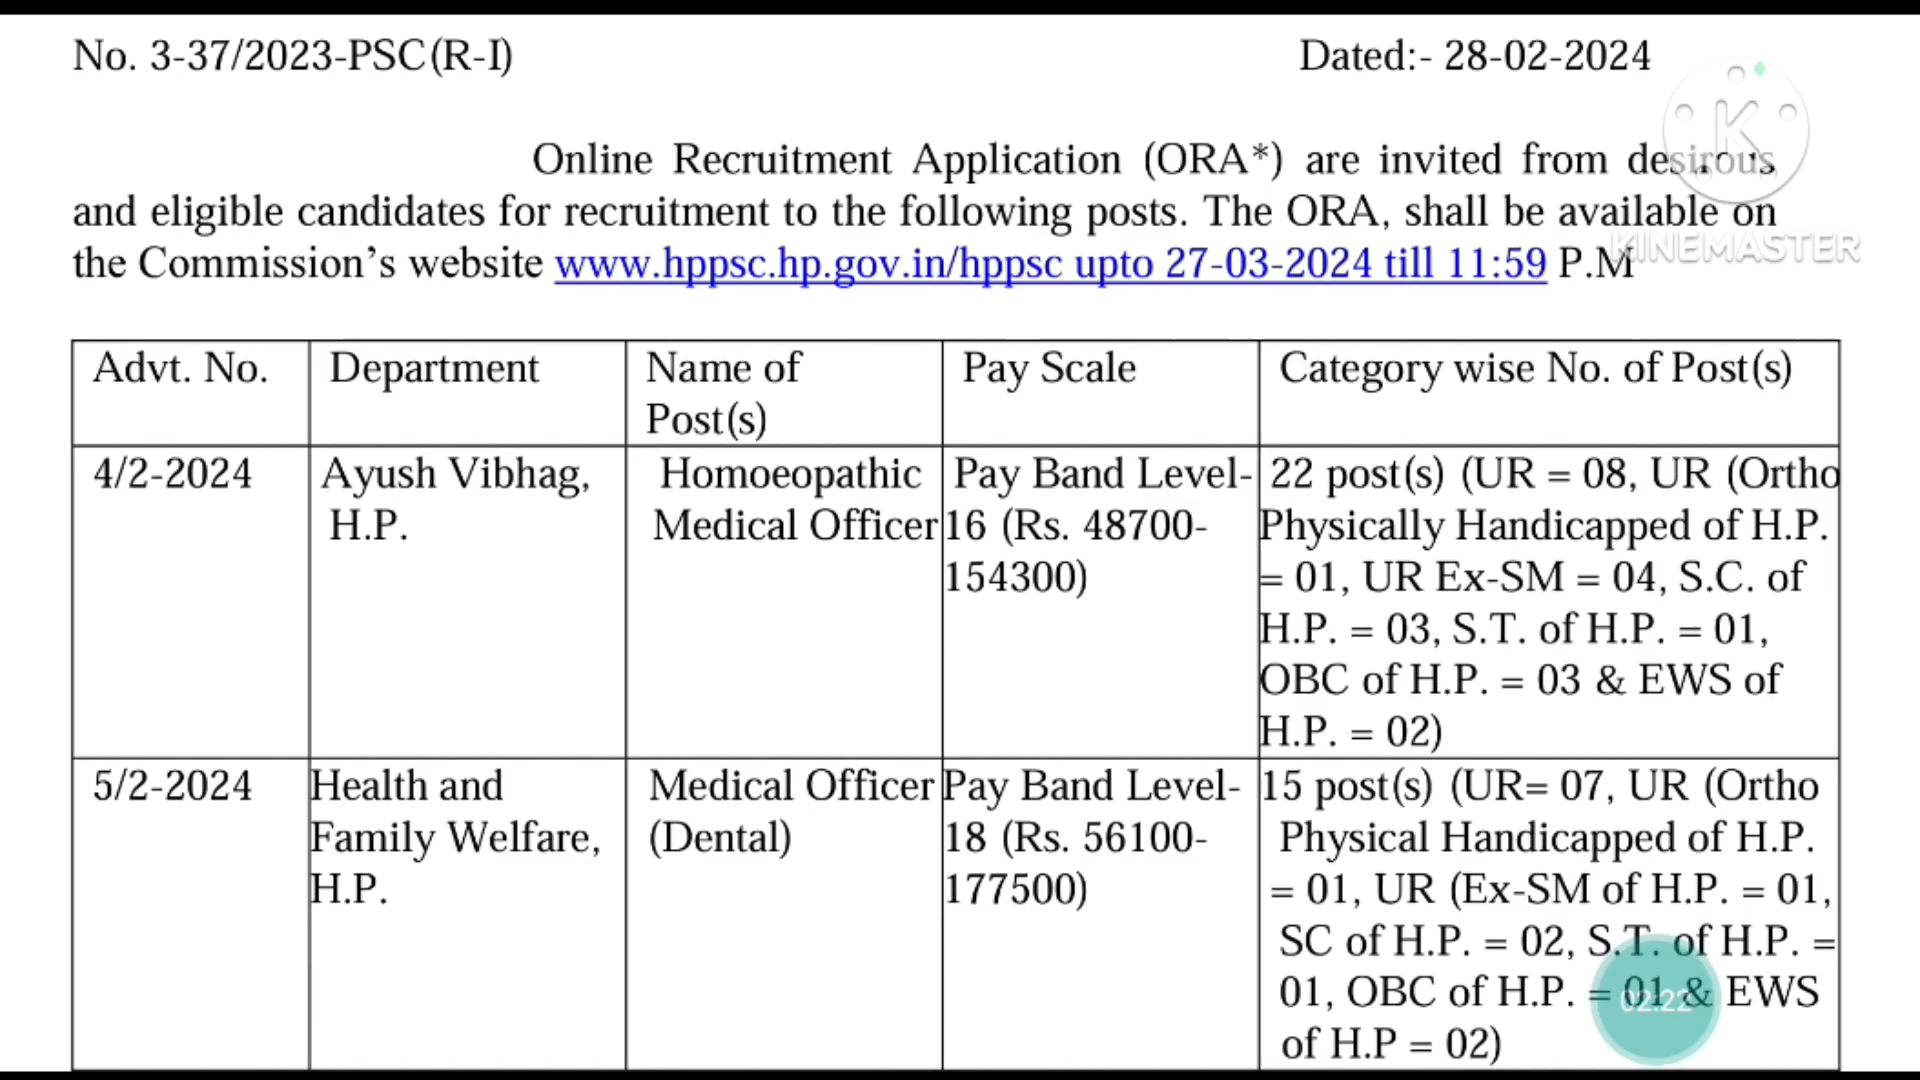 No. 3-37/2023-PSC(R-I) Dated:- 28-02-2024
Online Recruitment Application (ORA*) are invited from desirous
and eligible candidates for recruitment to the following posts. The ORA, shall be available on
the Commission's website www.hppsc.hp.gov.in/hppsc upto 27-03-2024 till 11:59 P.M
K
KINEMASTER
Advt. No. Department Name of Post(s) Pay Scale Category wise No. of Post(s)
4/2-2024
Ayush Vibhag,
H.P.
Homoeopathic
Medical Officer
Pay Band Level-
16 (Rs. 48700-
154300)
22 post(s) (UR = 08, UR (Ortho
Physically Handicapped of H.P.
= 01, UR Ex-SM = 04, S.C. of
H.P. = 03, S.T. of H.P. = 01,
OBC of H.P. = 03 & EWS of
H.P. = 02)
5/2-2024
Health and
Family Welfare,
H.P.
Medical Officer
(Dental)
Pay Band Level-
18 (Rs. 56100-
177500)
15 post(s) (UR= 07, UR (Ortho
Physical Handicapped of H.P.
= 01, UR (Ex-SM of H.P. = 01,
SC of H.P. = 02, S.T. of H.P. =
01, OBC of H.P. = 01 & EWS
of H.P = 02)
02:22